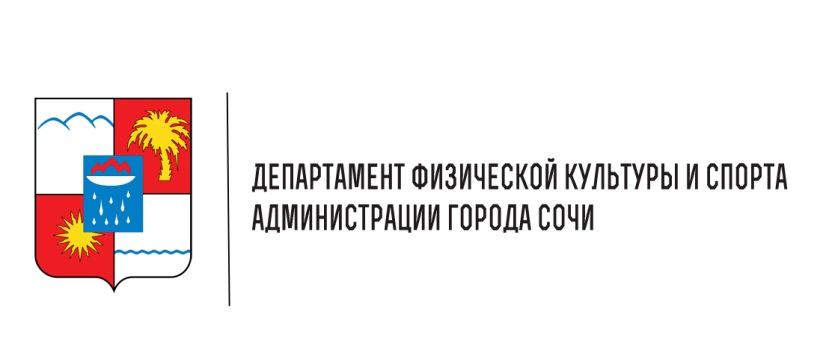 ДЕПАРТАМЕНТ ФИЗИЧЕСКОЙ КУЛЬТУРЫ И СПОРТА
АДМИНИСТРАЦИИ ГОРОДА СОЧИ